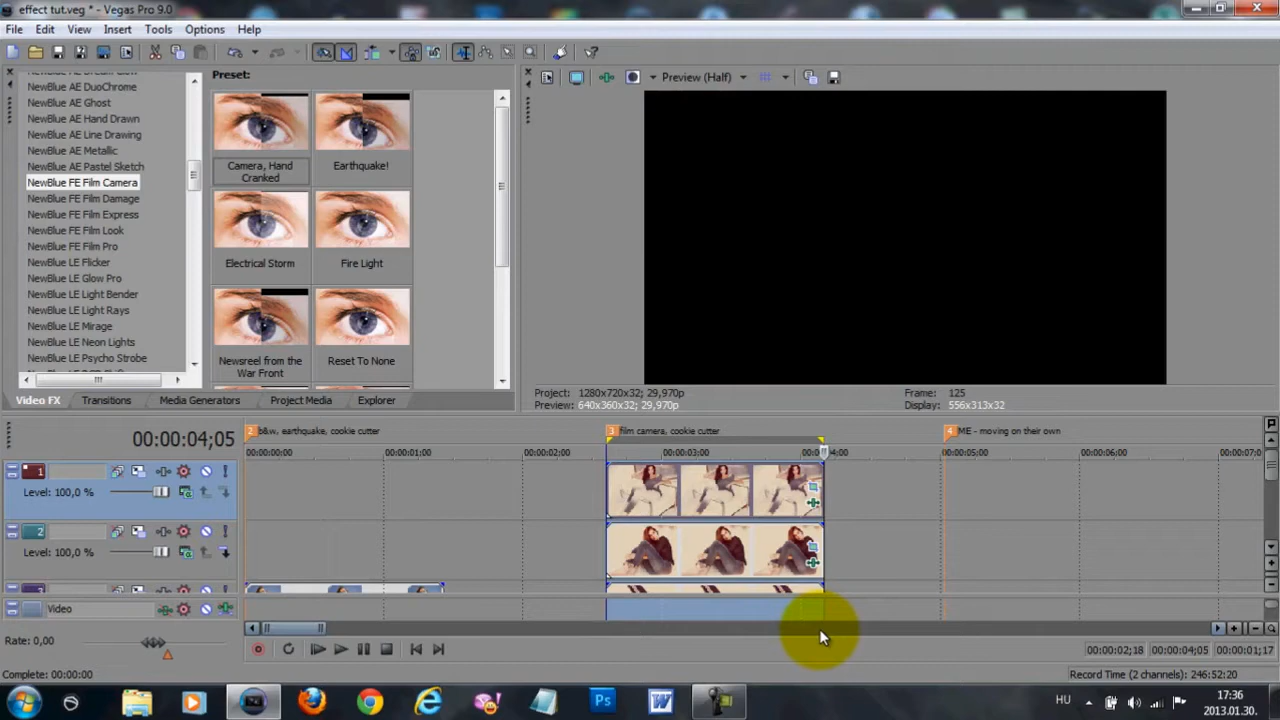 effect tut.veg * - Vegas Pro 9.0
File Edit View Insert Tools Options Help
NewBlue AE DuoChrome
NewBlue AE Ghost
NewBlue AE Hand Drawn
NewBlue AE Line Drawing
NewBlue AE Metallic
NewBlue AE Pastel Sketch
NewBlue FE Film Camera
NewBlue FE Film Damage
NewBlue FE Film Express
NewBlue FE Film Look
NewBlue FE Film Pro
NewBlue LE Flicker
NewBlue LE Glow Pro
NewBlue LE Light Bender
NewBlue LE Light Rays
NewBlue LE Mirage
NewBlue LE Neon Lights
NewBlue LE Psycho Strobe
Preset:
Camera, Hand
Cranked
Earthquake!
Electrical Storm
Fire Light
Newsreel from the
War Front
Reset To None
Preview (Half)
Project: 1280x720x32; 29,970p
Preview: 640x360x32; 29,970p
Frame: 125
Display: 556x313x32
Video FX Transitions Media Generators Project Media Explorer
00:00:04;05
2 b&w, earthquake, cookie cutter
3 film camera, cookie cutter
4 ME - moving on their own
00:00:00;00 00:00:01;00 00:00:02;00 00:00:03;00 00:00:04;00 00:00:05;00 00:00:06;00 00:00:07;0
1
Level: 100,0 %
2
Level: 100,0 %
Video
Rate: 0,00
00:00:02;18 00:00:04;05 00:00:01;17
Complete: 00:00:00
Record Time (2 channels): 246:52:20
HU
17:36
2013.01.30.